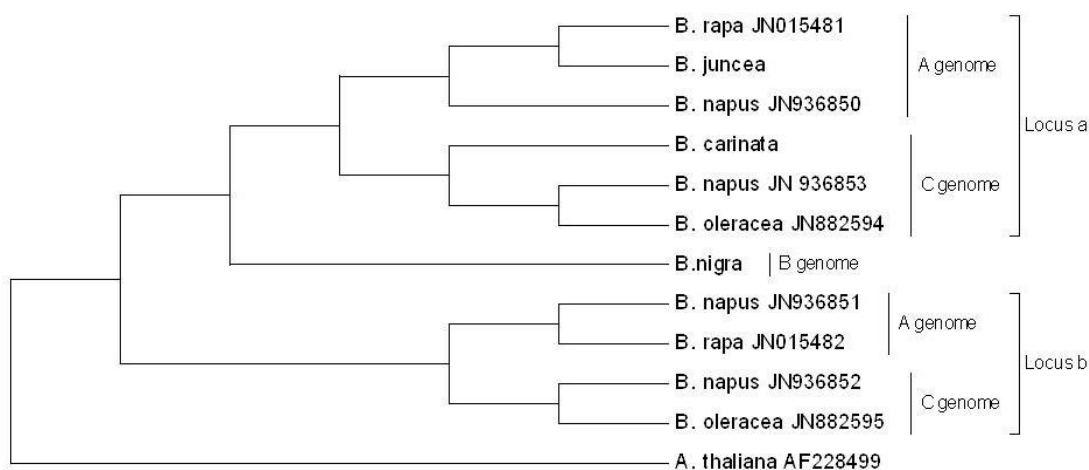 B. rapa JN015481
B. juncea
A genome
B. napus JN936850
Locus a
B. carinata
B. napus JN 936853
C genome
B. oleracea JN882594
B.nigra
B genome
B. napus JN936851
A genome
B. rapa JN015482
Locus b
B. napus JN936852
C genome
B. oleracea JN882595
A. thaliana AF228499